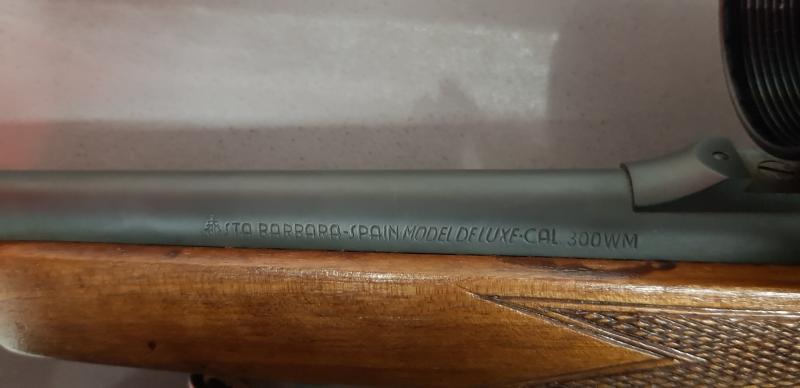 STA BARBARA-SPAIN MODEL DELUXE-CAL 300WM